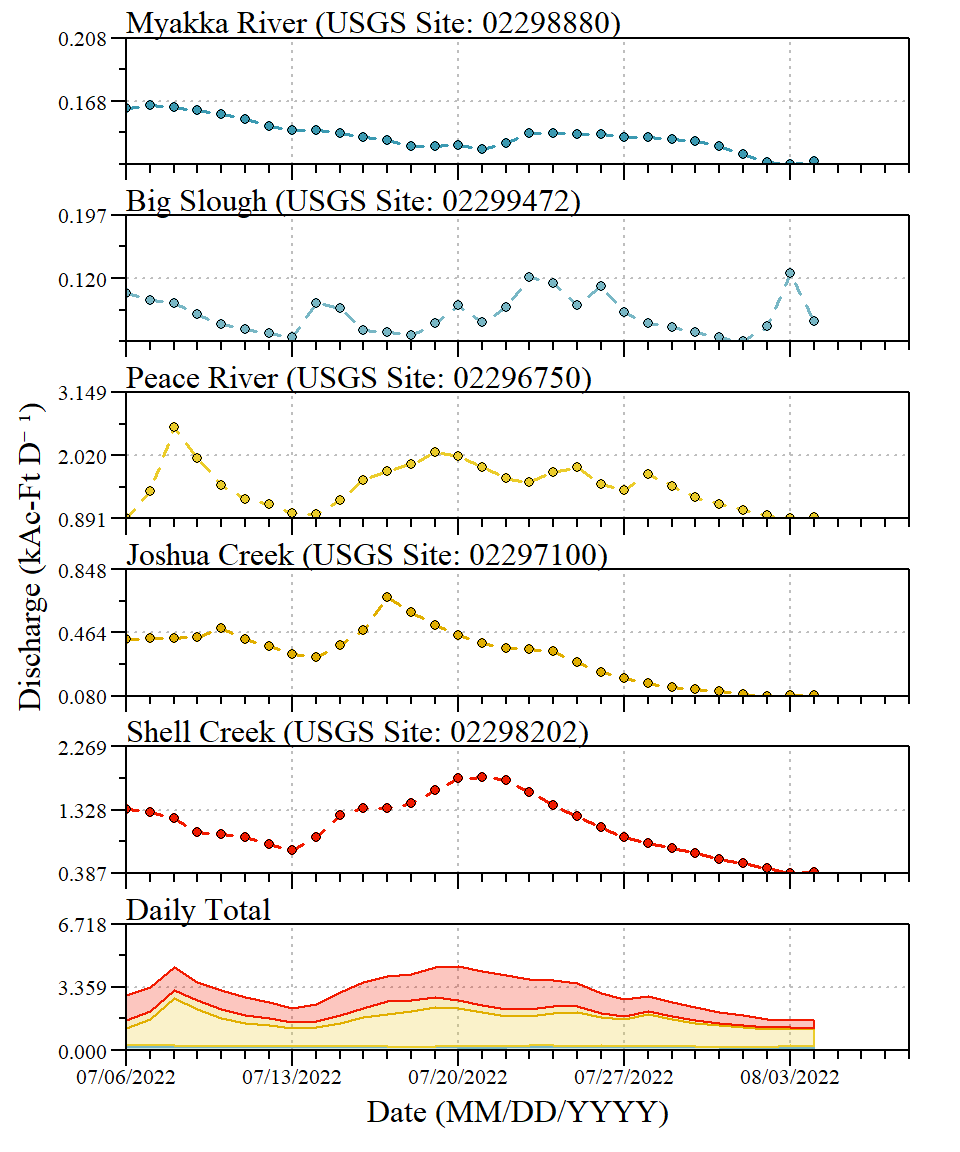 Myakka River (USGS Site: 02298880)
0.208
0.168
Big Slough (USGS Site: 02299472)
0.197
0.120
Peace River (USGS Site: 02296750)
3.149
2.020
0.891
Joshua Creek (USGS Site: 02297100)
0.848
0.464
0.080
Shell Creek (USGS Site: 02298202)
2.269
1.328
0.387
Daily Total
6.718
3.359
0.000
Discharge (kAc-Ft D⁻¹)
07/06/2022 07/13/2022 07/20/2022 07/27/2022 08/03/2022
Date (MM/DD/YYYY)